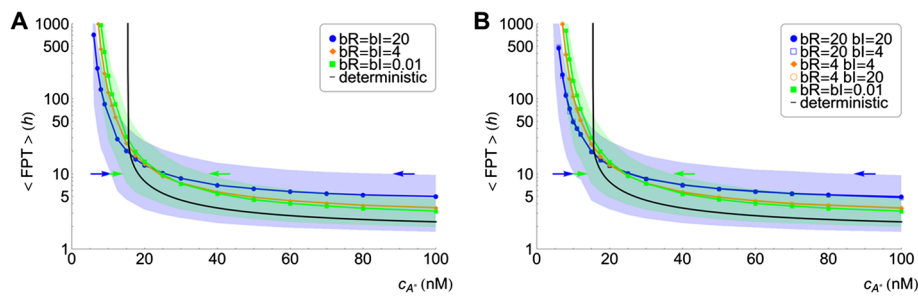 A
1000
500
100
50
10
5
1
< FPT > (h)
bR=bI=20
bR=bI=4
bR=bI=0.01
deterministic
0 20 40 60 80 100
cA* (nM)
B
1000
500
100
50
10
5
1
< FPT > (h)
bR=20 bI=20
bR=20 bI=4
bR=4 bI=4
bR=4 bI=20
bR=bI=0.01
deterministic
0 20 40 60 80 100
cA* (nM)